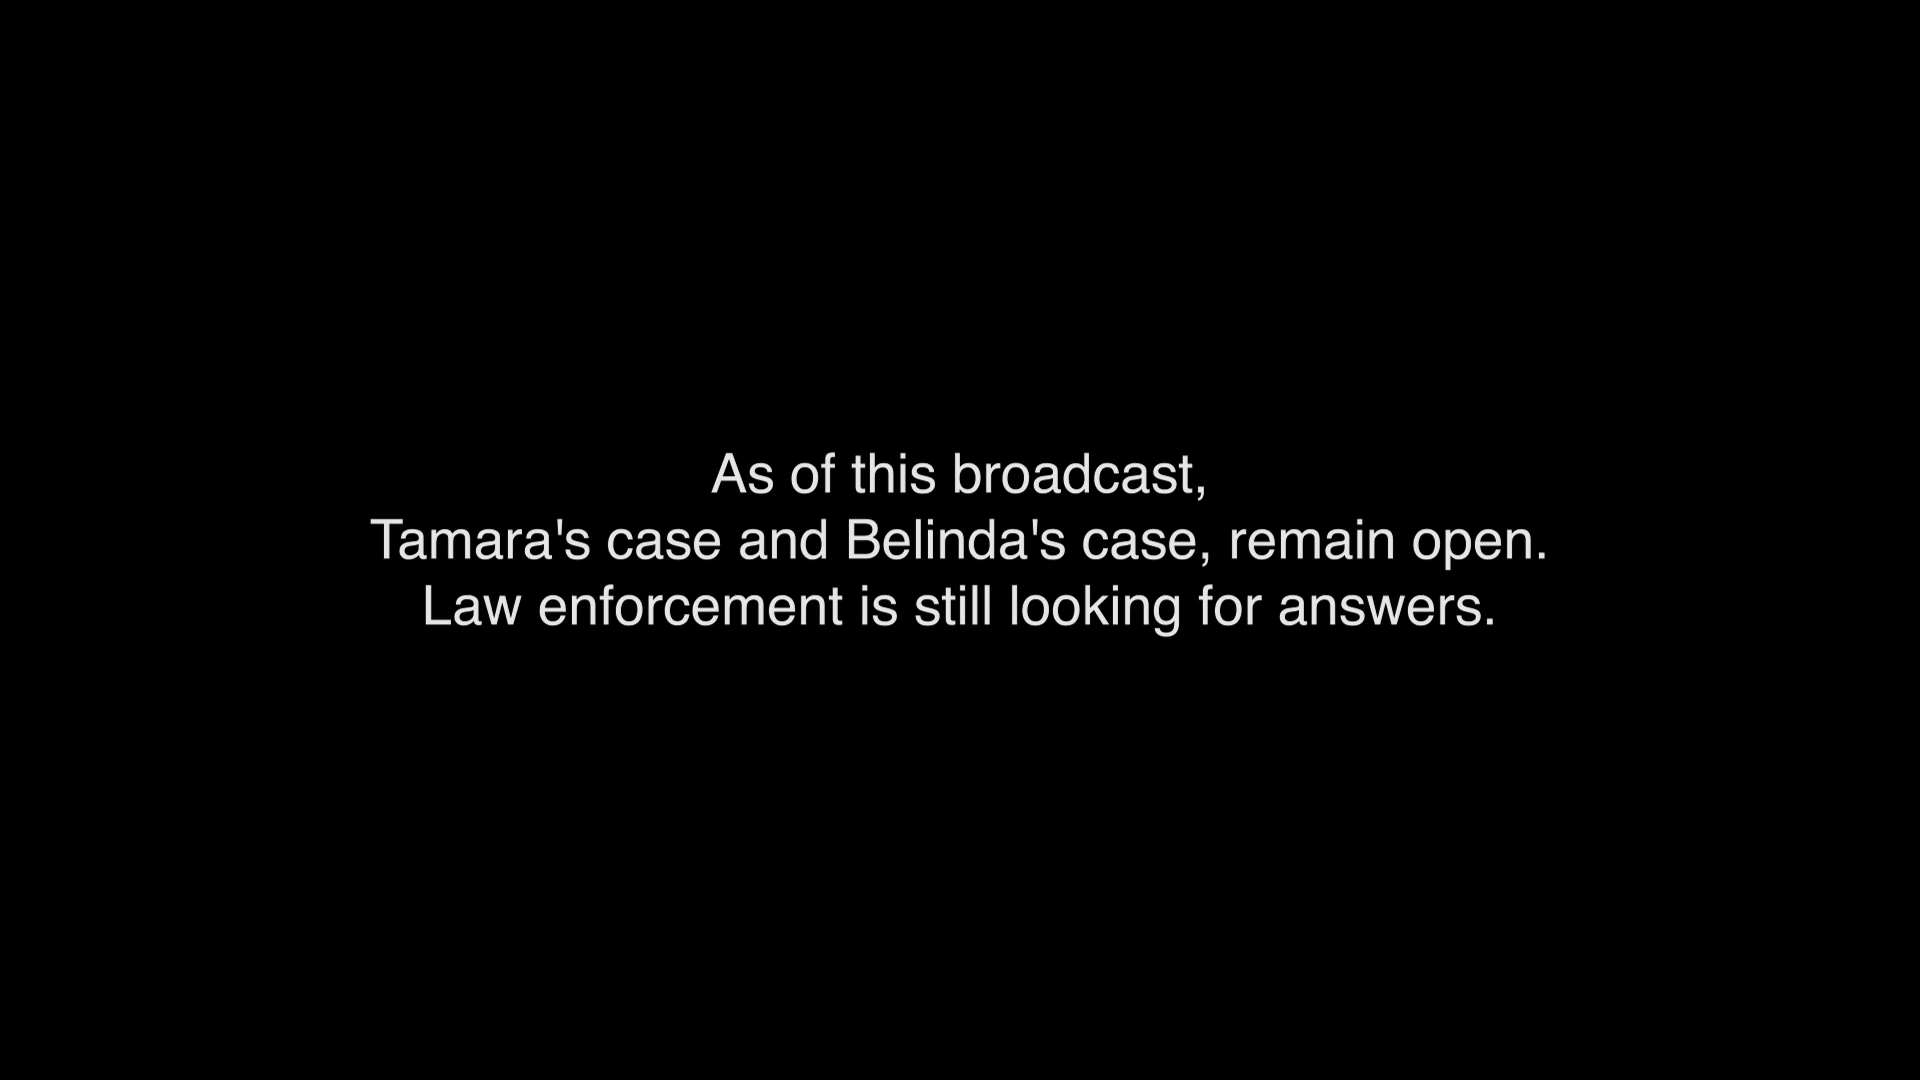 As of this broadcast,
Tamara's case and Belinda's case, remain open.
Law enforcement is still looking for answers.